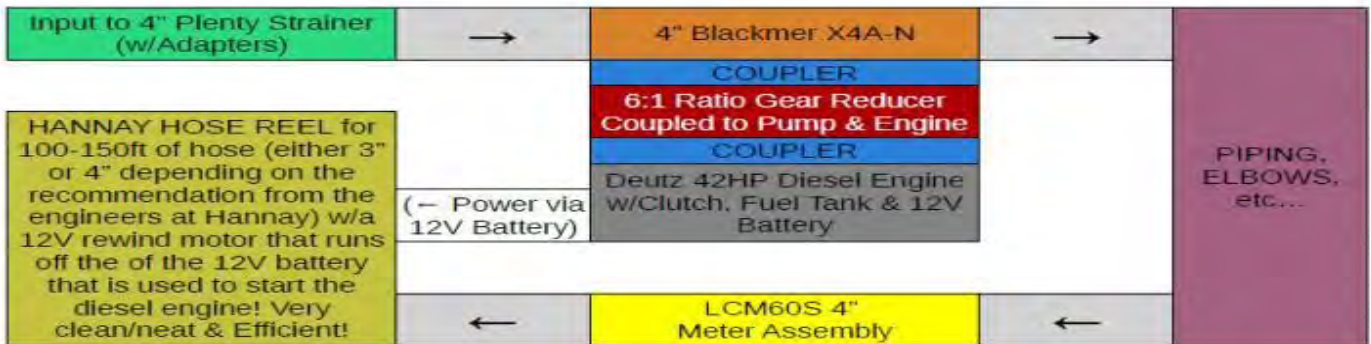 Input to 4" Plenty Strainer
(w/Adapters)
→
4" Blackmer X4A-N
→
COUPLER
6:1 Ratio Gear Reducer
Coupled to Pump & Engine
COUPLER
Deutz 42HP Diesel Engine
w/Clutch, Fuel Tank & 12V
Battery
PIPING,
ELBOWS,
etc...
HANNAY HOSE REEL for
100-150ft of hose (either 3"
or 4" depending on the
recommendation from the
engineers at Hannay) w/a
12V rewind motor that runs
off the of the 12V battery
that is used to start the
diesel engine! Very
clean/neat & Efficient!
(← Power via
12V Battery)
←
LCM60S 4"
Meter Assembly
←